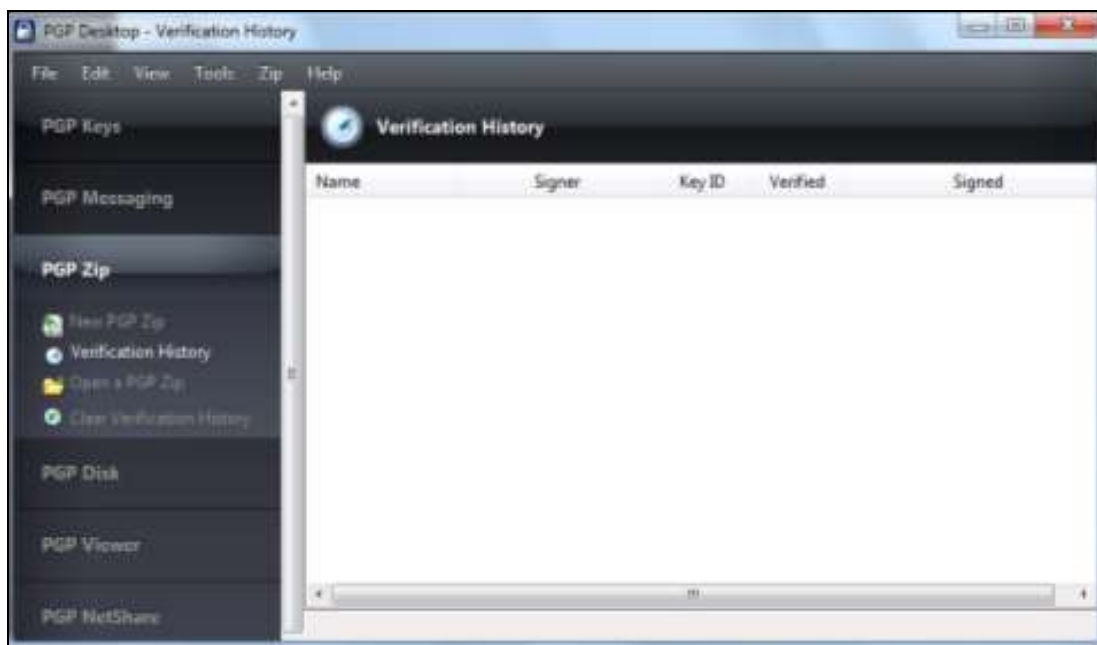 PGP Desktop - Verification History
File Edit View Tools Zip Help
PGP Keys
Verification History
Name Signer Key ID Verified Signed
PGP Messaging
PGP Zip
New PGP Zip
Verification History
Open a PGP Zip
Clear Verification History
PGP Disk
PGP Viewer
PGP NetShare